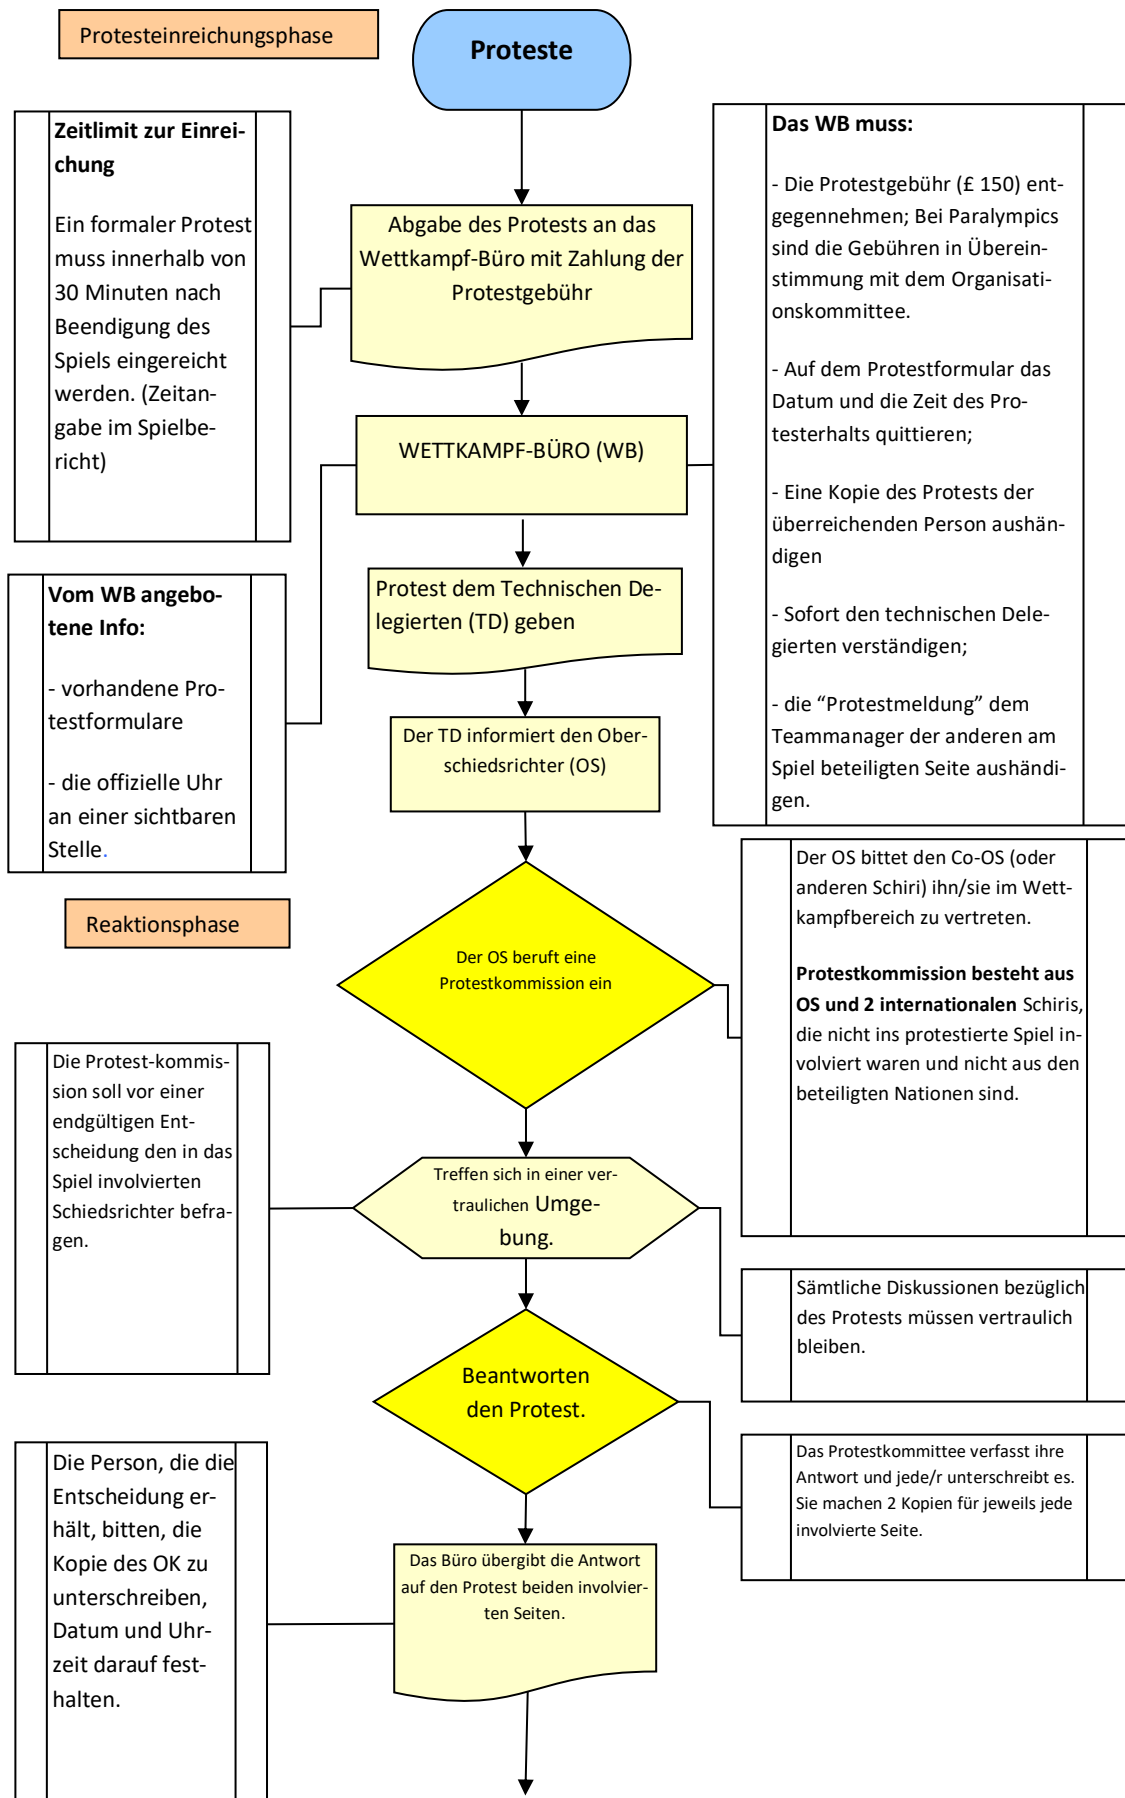 Protesteinreichungsphase
Proteste
Zeitlimit zur Einrei-
chung
Ein formaler Protest
muss innerhalb von
30 Minuten nach
Beendigung des
Spiels eingereicht
werden. (Zeitan-
gabe im Spielbe-
richt)
Abgabe des Protests an das
Wettkampf-Büro mit Zahlung der
Protestgebühr
Das WB muss:
- Die Protestgebühr (£ 150) ent-
gegennehmen; Bei Paralympics
sind die Gebühren in Überein-
stimmung mit dem Organisati-
onskommittee.
- Auf dem Protestformular das
Datum und die Zeit des Pro-
testerhalts quittieren;
- Eine Kopie des Protests der
überreichenden Person aushän-
digen
- Sofort den technischen Dele-
gierten verständigen;
- die “Protestmeldung” dem
Teammanager der anderen am
Spiel beteiligten Seite aushändi-
gen.
WETTKAMPF-BÜRO (WB)
Vom WB angebo-
tene Info:
- vorhandene Pro-
testformulare
- die offizielle Uhr
an einer sichtbaren
Stelle.
Protest dem Technischen De-
legierten (TD) geben
Der TD informiert den Ober-
schiedsrichter (OS)
Reaktionsphase
Der OS beruft eine
Protestkommission ein
Der OS bittet den Co-OS (oder
anderen Schiri) ihn/sie im Wett-
kampfbereich zu vertreten.
Protestkommission besteht aus
OS und 2 internationalen Schiris,
die nicht ins protestierte Spiel in-
volviert waren und nicht aus den
beteiligten Nationen sind.
Die Protest-kommis-
sion soll vor einer
endgültigen Ent-
scheidung den in das
Spiel involvierten
Schiedsrichter befra-
gen.
Treffen sich in einer ver-
traulichen Umge-
bung.
Sämtliche Diskussionen bezüglich
des Protests müssen vertraulich
bleiben.
Beantworten
den Protest.
Das Protestkommittee verfasst ihre
Antwort und jede/r unterschreibt es.
Sie machen 2 Kopien für jeweils jede
involvierte Seite.
Die Person, die die
Entscheidung er-
hält, bitten, die
Kopie des OK zu
unterschreiben,
Datum und Uhr-
zeit darauf fest-
halten.
Das Büro übergibt die Antwort
auf den Protest beiden involvier-
ten Seiten.